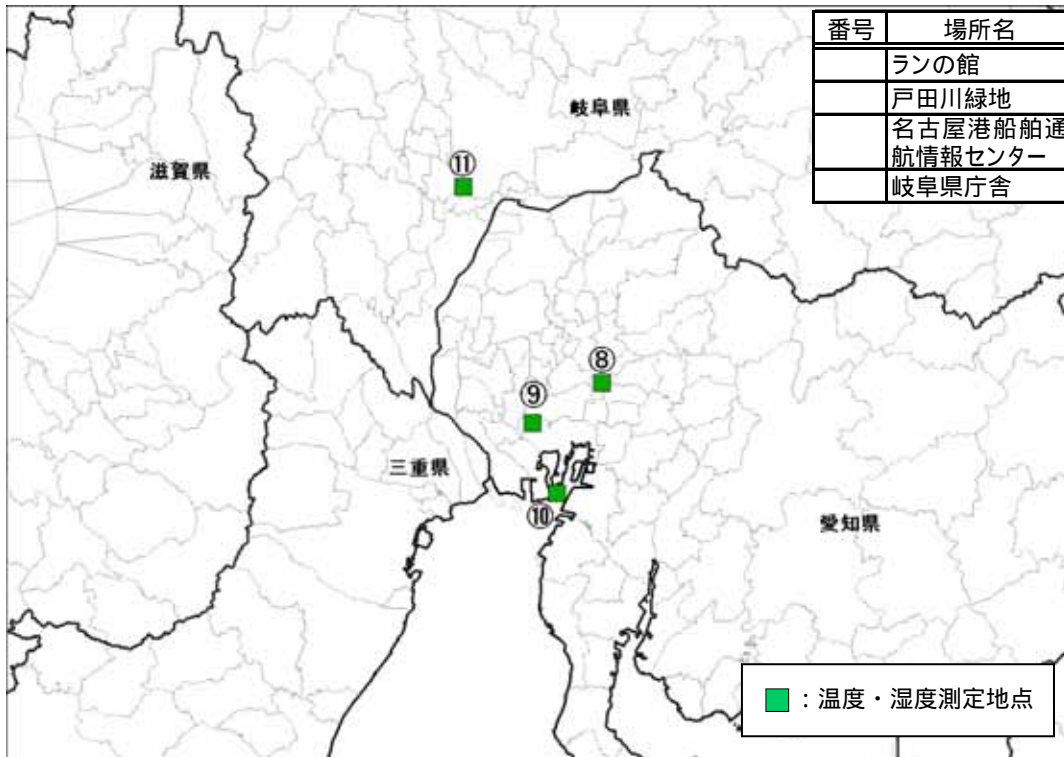 番号 場所名
ランの館
戸田川緑地
名古屋港船舶通
航情報センター
岐阜県庁舎
岐阜県
滋賀県
⑪
⑧
⑨
三重県
⑩
愛知県
：温度・湿度測定地点